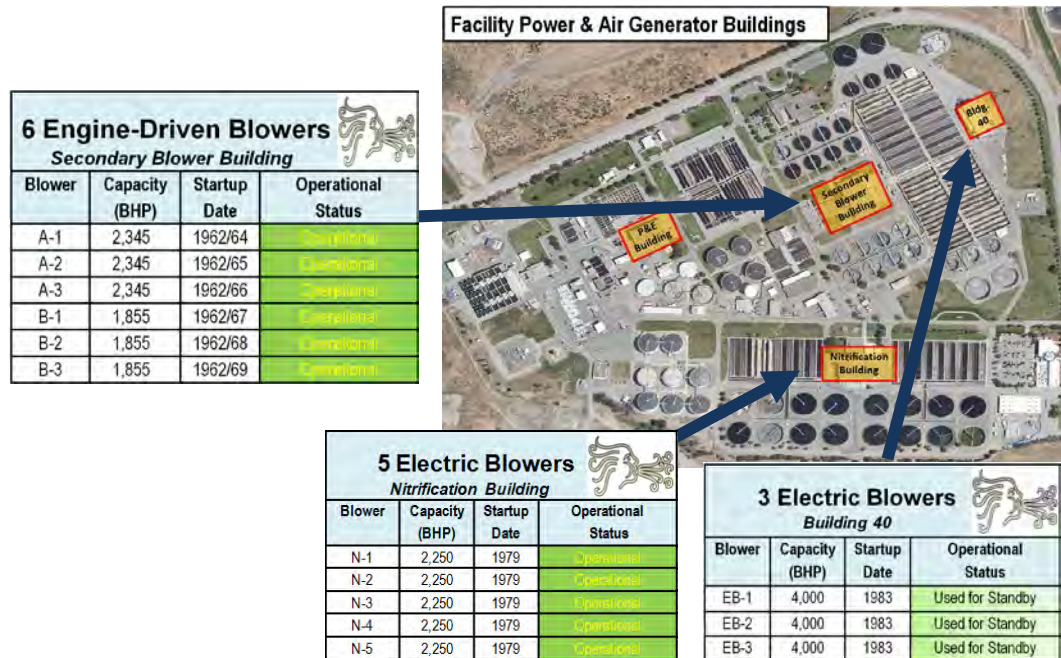 Facility Power & Air Generator Buildings
6 Engine-Driven Blowers
Secondary Blower Building
Blower Capacity (BHP) Startup Date Operational Status
A-1 2,345 1962/64 Operational
A-2 2,345 1962/65 Operational
A-3 2,345 1962/66 Operational
B-1 1,855 1962/67 Operational
B-2 1,855 1962/68 Operational
B-3 1,855 1962/69 Operational
Bldg.
40
Secondary
Blower
Building
P&E
Building
Nitrification
Building
5 Electric Blowers
Nitrification Building
Blower Capacity (BHP) Startup Date Operational Status
N-1 2,250 1979 Operational
N-2 2,250 1979 Operational
N-3 2,250 1979 Operational
N-4 2,250 1979 Operational
N-5 2,250 1979 Operational
3 Electric Blowers
Building 40
Blower Capacity (BHP) Startup Date Operational Status
EB-1 4,000 1983 Used for Standby
EB-2 4,000 1983 Used for Standby
EB-3 4,000 1983 Used for Standby